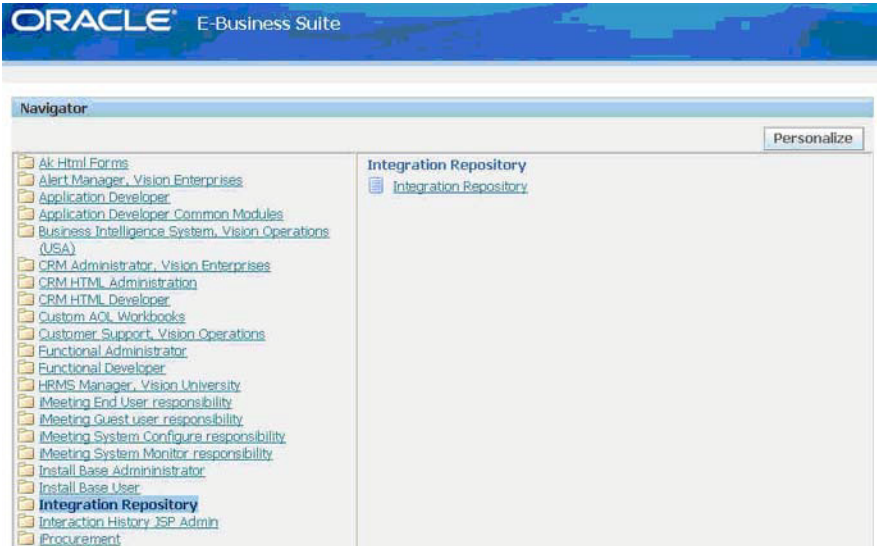 ORACLE® E-Business Suite
Navigator
Personalize
Ak Html Forms
Alert Manager, Vision Enterprises
Application Developer
Application Developer Common Modules
Business Intelligence System, Vision Operations
(USA)
CRM Administrator, Vision Enterprises
CRM HTML Administration
CRM HTML Developer
Custom AOL Workbooks
Customer Support, Vision Operations
Functional Administrator
Functional Developer
HRMS Manager, Vision University
iMeeting End User responsibility
iMeeting Guest user responsibility
iMeeting System Configure responsibility
iMeeting System Monitor responsibility
Install Base Admininistrator
Install Base User
Integration Repository
Interaction History JSP Admin
iProcurement
Integration Repository
Integration Repository